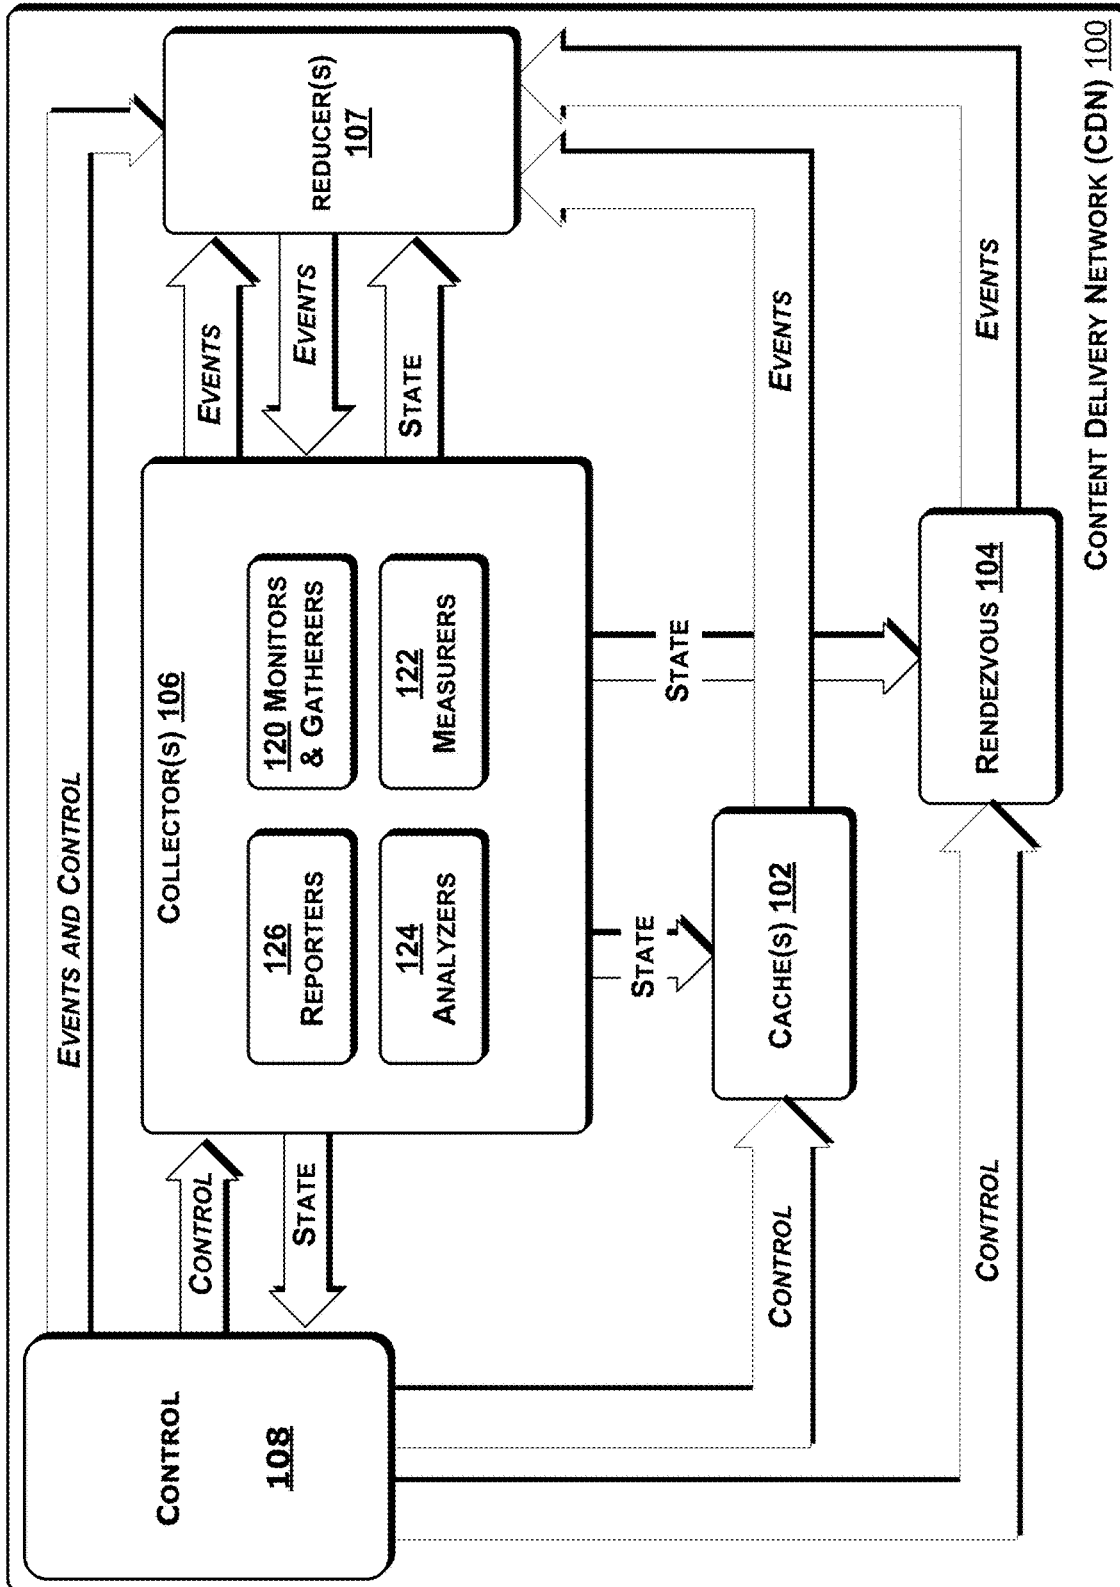 EVENTS AND CONTROL
CONTROL
108
CONTROL
STATE
COLLECTOR(S) 106
126
REPORTERS
120 MONITORS
& GATHERERS
124
ANALYZERS
122
MEASURERS
EVENTS
EVENTS
STATE
REDUCER(S)
107
STATE
STATE
CONTROL
CACHE(S) 102
EVENTS
CONTROL
RENDEZVOUS 104
EVENTS
CONTENT DELIVERY NETWORK (CDN) 100